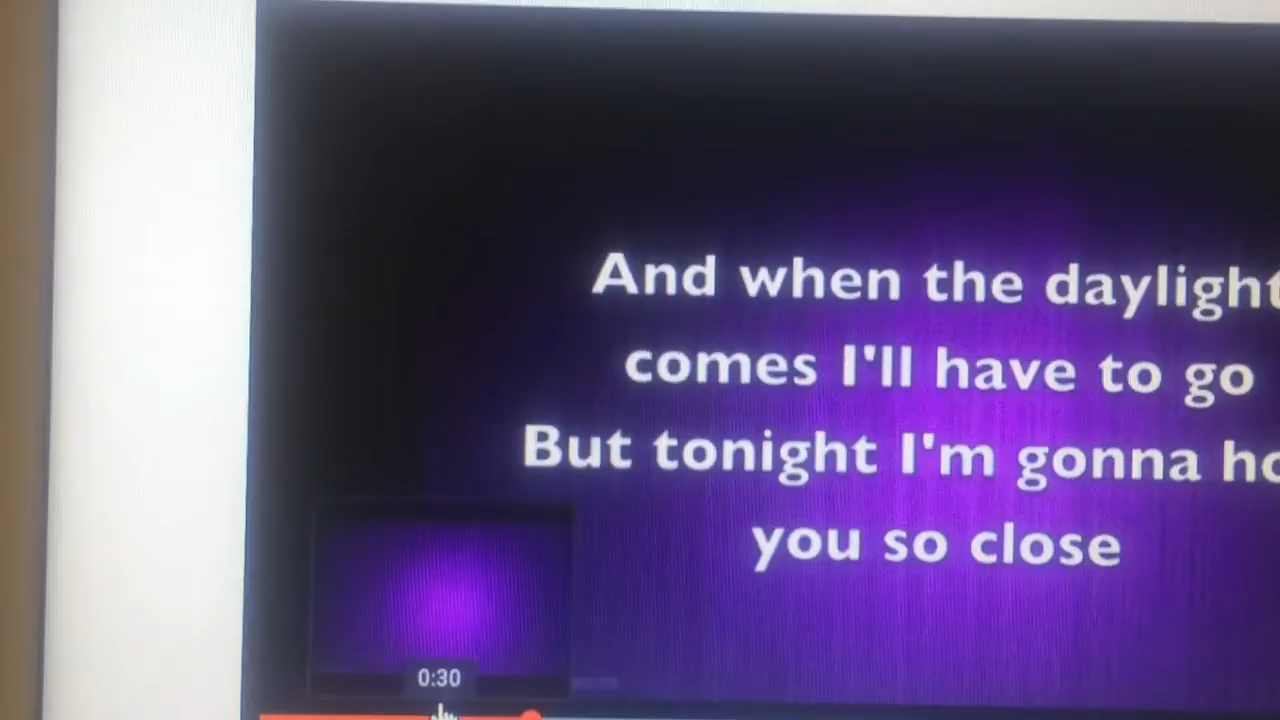 And when the daylight
comes I'll have to go
But tonight I'm gonna
you so close
0:30